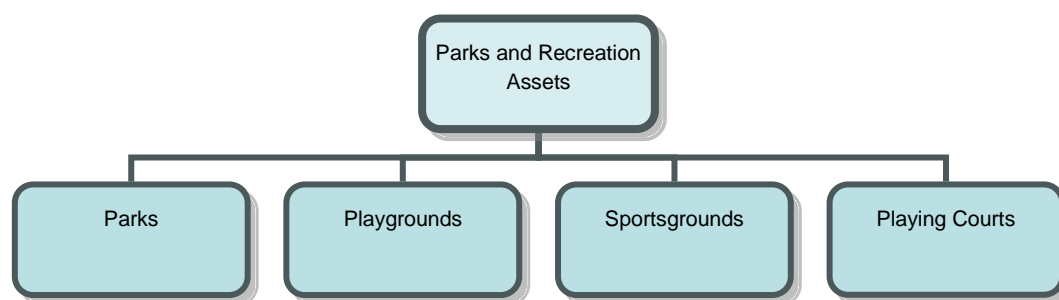 Parks and Recreation
Assets
Parks
Playgrounds
Sportsgrounds
Playing Courts